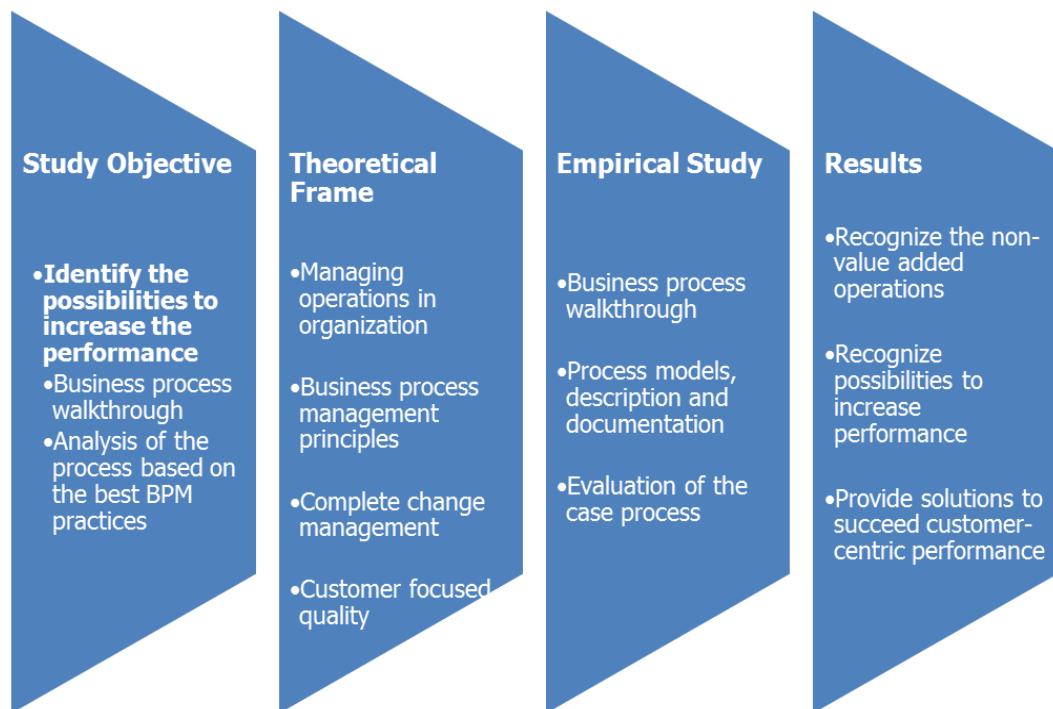 Study Objective
•Identify the
possibilities to
increase the
performance
•Business process
walkthrough
•Analysis of the
process based on
the best BPM
practices
Theoretical
Frame
•Managing
operations in
organization
•Business process
management
principles
•Complete change
management
•Customer focused
quality
Empirical Study
•Business process
walkthrough
•Process models,
description and
documentation
•Evaluation of the
case process
Results
•Recognize the non-
value added
operations
•Recognize
possibilities to
increase
performance
•Provide solutions to
succeed customer-
centric performance